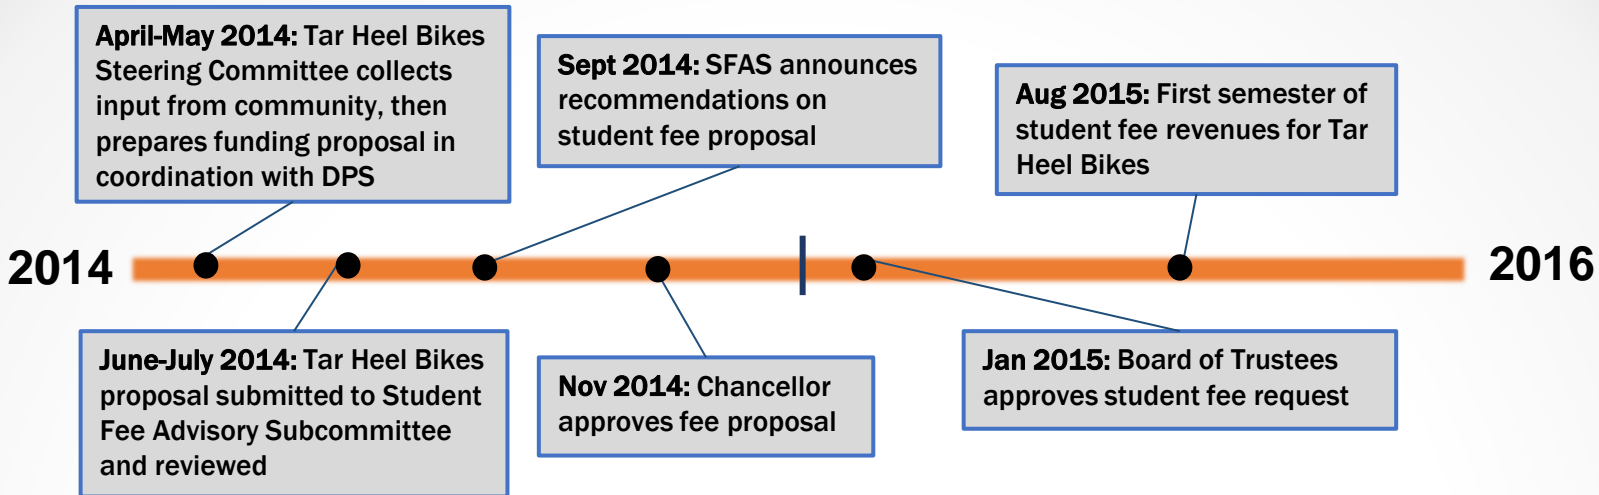 April-May 2014: Tar Heel Bikes
Steering Committee collects
input from community, then
prepares funding proposal in
coordination with DPS
Sept 2014: SFAS announces
recommendations on
student fee proposal
Aug 2015: First semester of
student fee revenues for Tar
Heel Bikes
2014
2016
June-July 2014: Tar Heel Bikes
proposal submitted to Student
Fee Advisory Subcommittee
and reviewed
Nov 2014: Chancellor
approves fee proposal
Jan 2015: Board of Trustees
approves student fee request